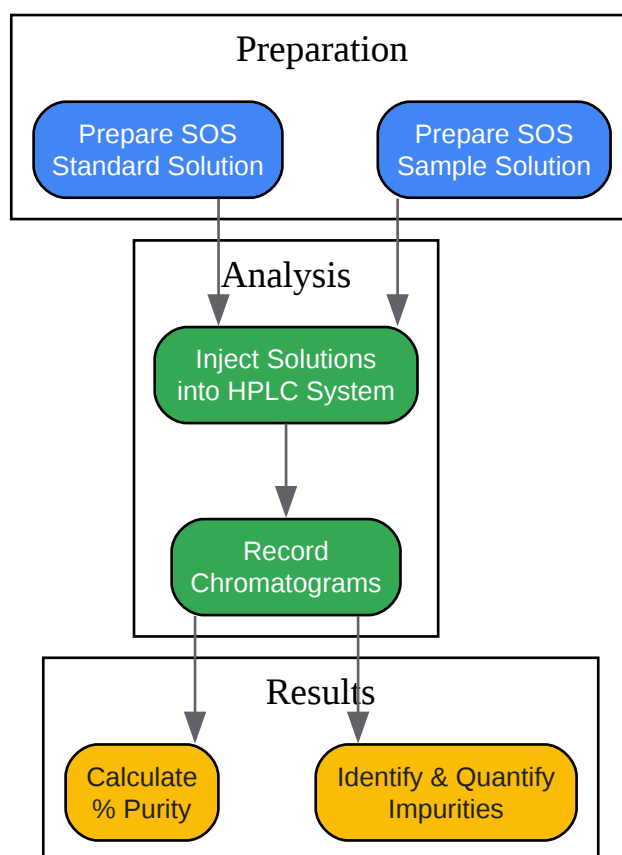 Preparation
Prepare SOS
Standard Solution
Prepare SOS
Sample Solution
Analysis
Inject Solutions
into HPLC System
Record
Chromatograms
Results
Calculate
% Purity
Identify & Quantify
Impurities